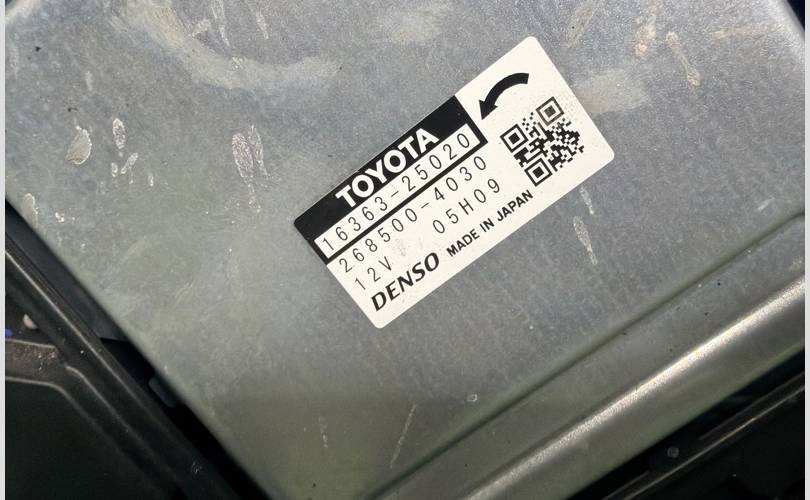 TOYOTA
16363-25020
268500-4030
12V 05H09
DENSO MADE IN JAPAN